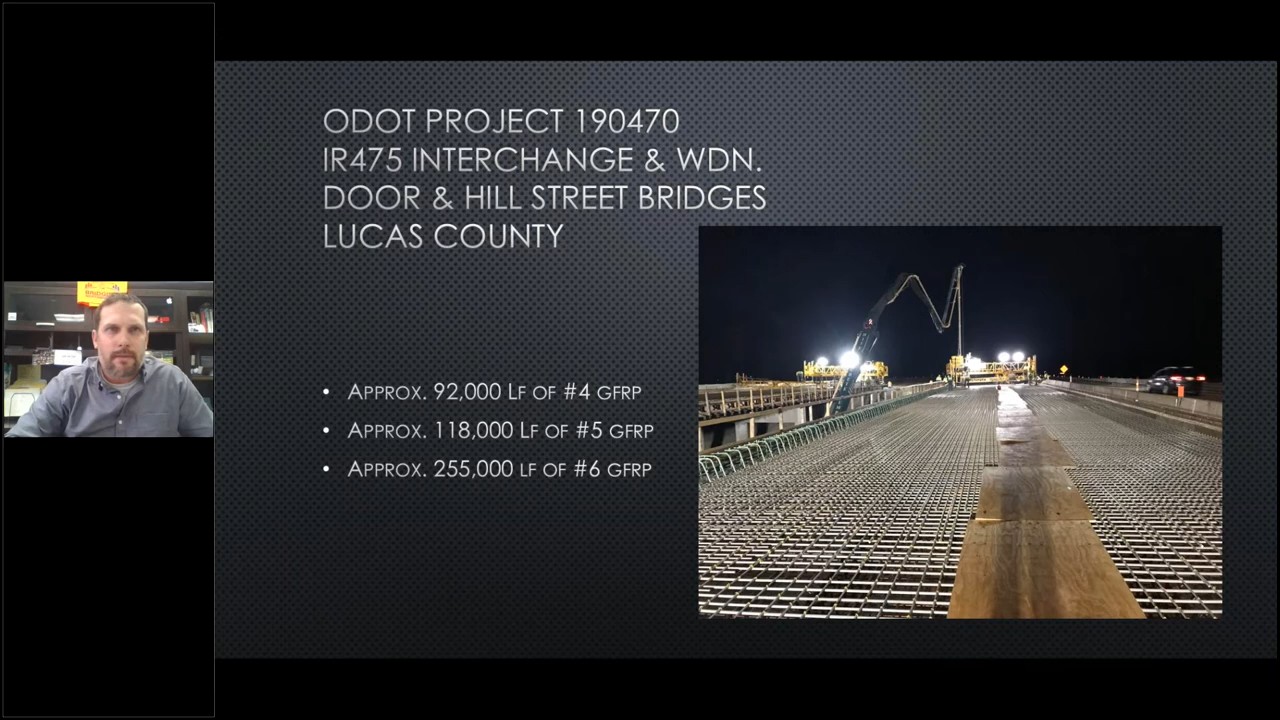 ODOT PROJECT 190470
IR475 INTERCHANGE & WDN.
DOOR & HILL STREET BRIDGES
LUCAS COUNTY
• APPROX. 92,000 LF OF #4 GFRP
• APPROX. 118,000 LF OF #5 GFRP
• APPROX. 255,000 LF OF #6 GFRP